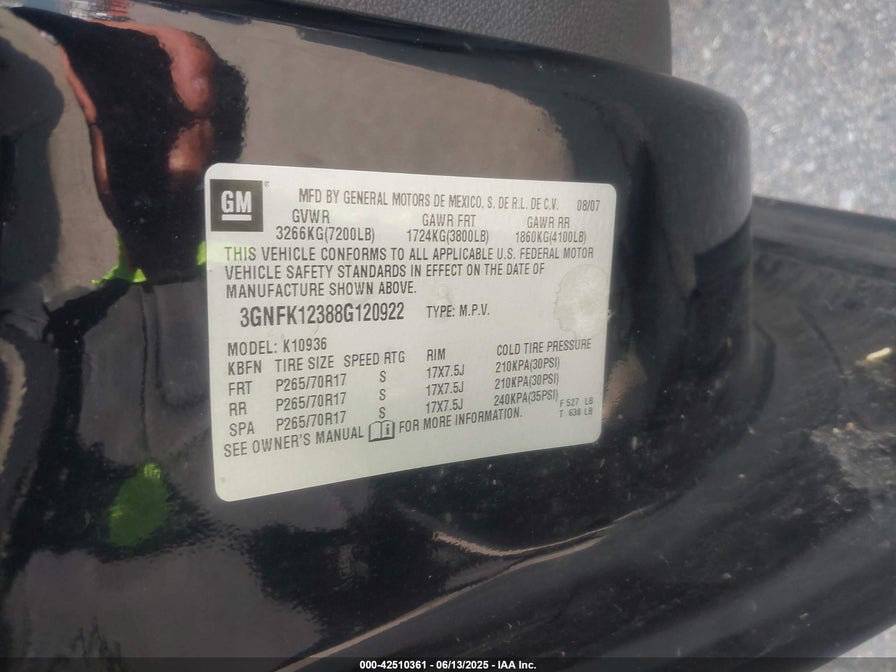 GM
MFD BY GENERAL MOTORS DE MEXICO, S. DE R.L. DE C.V. 08/07
GVWR GAWR FRT GAWR RR
3266KG(7200LB) 1724KG(3800LB) 1860KG(4100LB)
THIS VEHICLE CONFORMS TO ALL APPLICABLE U.S. FEDERAL MOTOR
VEHICLE SAFETY STANDARDS IN EFFECT ON THE DATE OF
MANUFACTURE SHOWN ABOVE.
3GNFK12388G120922 TYPE: M.P.V.
MODEL: K10936
KBFN TIRE SIZE SPEED RTG RIM COLD TIRE PRESSURE
FRT P265/70R17 S 17X7.5J 210KPA(30PSI)
RR P265/70R17 S 17X7.5J 210KPA(30PSI)
SPA P265/70R17 S 17X7.5J 240KPA(35PSI)
F 527 LB
T 638 LB
SEE OWNER'S MANUAL FOR MORE INFORMATION.
000-42510361 - 06/13/2025 - IAA Inc.